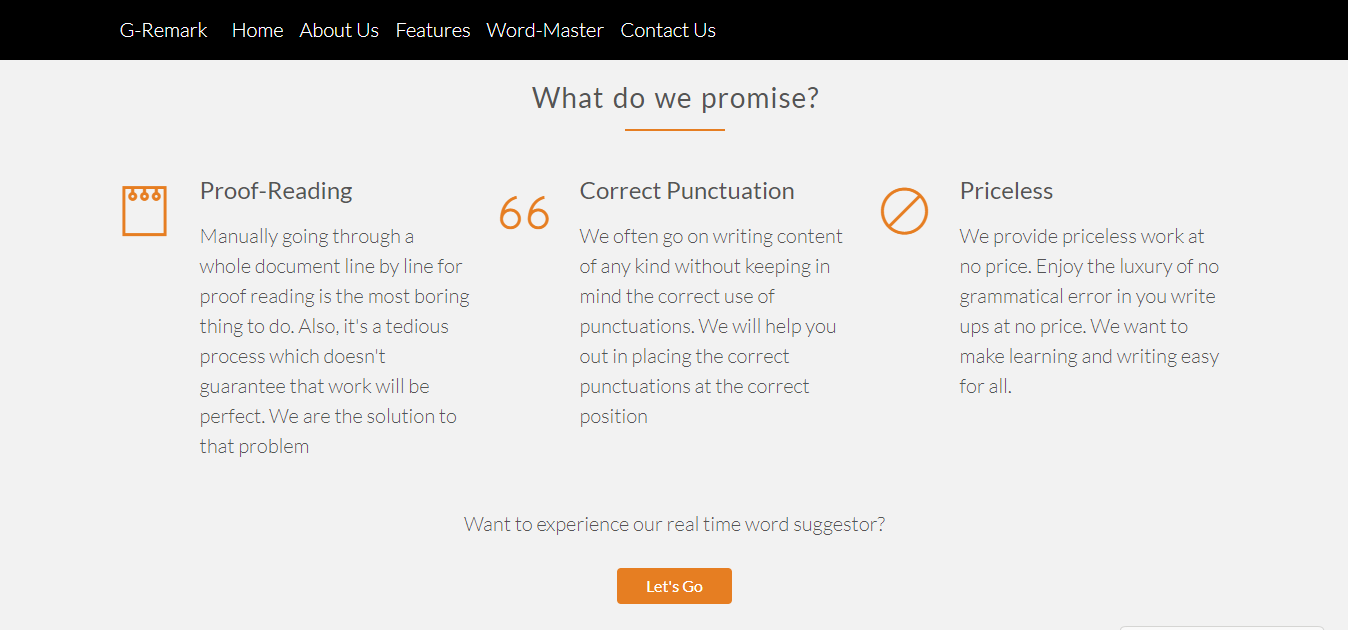 G-Remark Home About Us Features Word-Master Contact Us
What do we promise?
Proof-Reading
Manually going through a
whole document line by line for
proof reading is the most boring
thing to do. Also, it's a tedious
process which doesn't
guarantee that work will be
perfect. We are the solution to
that problem
66
Correct Punctuation
We often go on writing content
of any kind without keeping in
mind the correct use of
punctuations. We will help you
out in placing the correct
punctuations at the correct
position
Priceless
We provide priceless work at
no price. Enjoy the luxury of no
grammatical error in you write
ups at no price. We want to
make learning and writing easy
for all.
Want to experience our real time word suggestor?
Let's Go